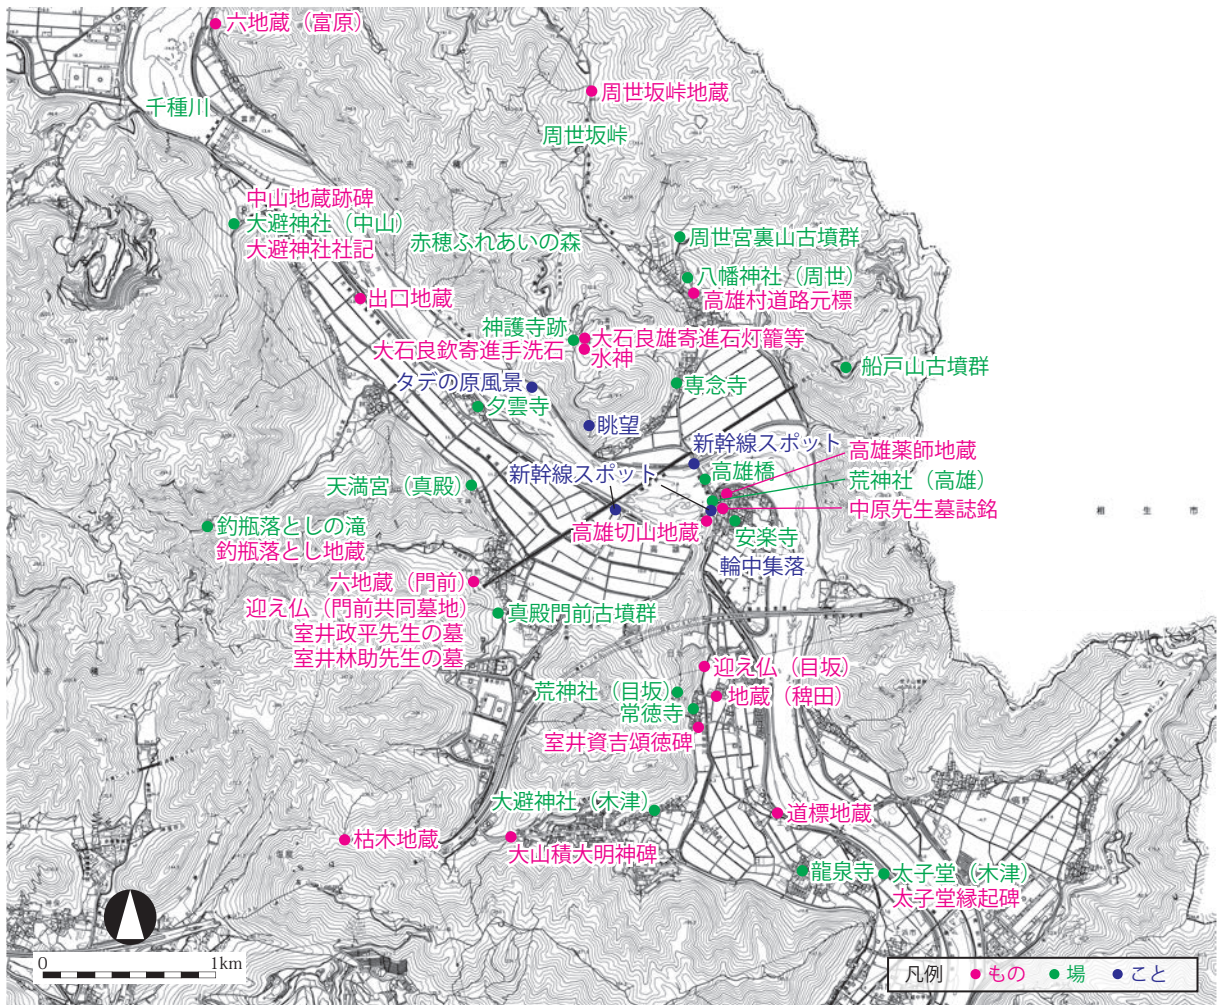 六地蔵（富原）
周世坂峠地蔵
千種川
周世坂峠
中山地蔵跡碑
大避神社（中山）
大避神社社記
赤穂ふれあいの森
周世宮裏山古墳群
八幡神社（周世）
高雄村道路元標
出口地蔵
神護寺跡
大石良雄寄進石灯籠等
大石良欽寄進手洗石
水神
船戸山古墳群
タデの原風景
専念寺
夕雲寺
眺望
新幹線スポット
高雄薬師地蔵
新幹線スポット
高雄橋
荒神社（高雄）
天満宮（真殿）
中原先生墓誌銘
釣瓶落としの滝
高雄切山地蔵
安楽寺
釣瓶落とし地蔵
輪中集落
六地蔵（門前）
迎え仏（門前共同墓地）
真殿門前古墳群
室井政平先生の墓
室井林助先生の墓
迎え仏（目坂）
荒神社（目坂）
地蔵（稗田）
常徳寺
室井資吉頌徳碑
大避神社（木津）
道標地蔵
枯木地蔵
大山積大明神碑
龍泉寺
太子堂（木津）
太子堂縁起碑
相生市
0 1km
凡例 もの 場 こと